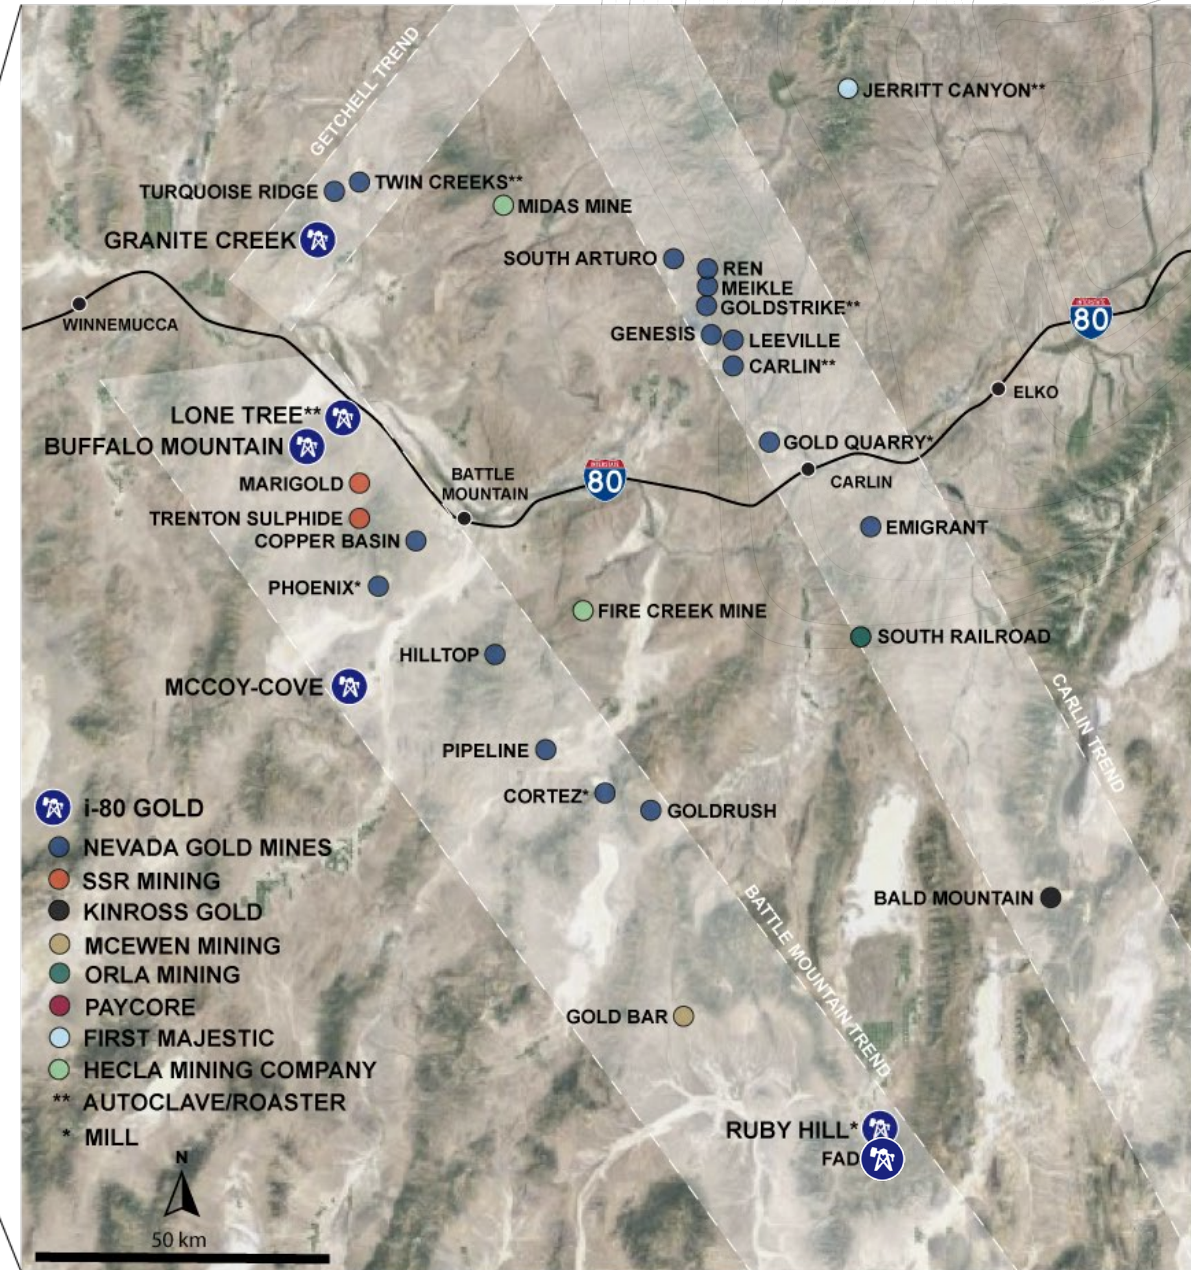 GETCHELL TREND
JERRITT CANYON**
TURQUOISE RIDGE
TWIN CREEKS**
MIDAS MINE
GRANITE CREEK
SOUTH ARTURO
REN
MEIKLE
GOLDSTRIKE**
WINNEMUCCA
INTERSTATE
80
GENESIS
LEEVILLE
CARLIN**
ELKO
LONE TREE**
BUFFALO MOUNTAIN
GOLD QUARRY*
BATTLE
MOUNTAIN
INTERSTATE
80
CARLIN
MARIGOLD
TRENTON SULPHIDE
COPPER BASIN
EMIGRANT
PHOENIX*
FIRE CREEK MINE
SOUTH RAILROAD
HILLTOP
MCCOY-COVE
CARLIN TREND
PIPELINE
CORTEZ*
GOLDRUSH
BALD MOUNTAIN
BATTLE MOUNTAIN TREND
GOLD BAR
RUBY HILL*
FAD
i-80 GOLD
NEVADA GOLD MINES
SSR MINING
KINROSS GOLD
MCEWEN MINING
ORLA MINING
PAYCORE
FIRST MAJESTIC
HECLA MINING COMPANY
** AUTOCLAVE/ROASTER
* MILL
N
50 km